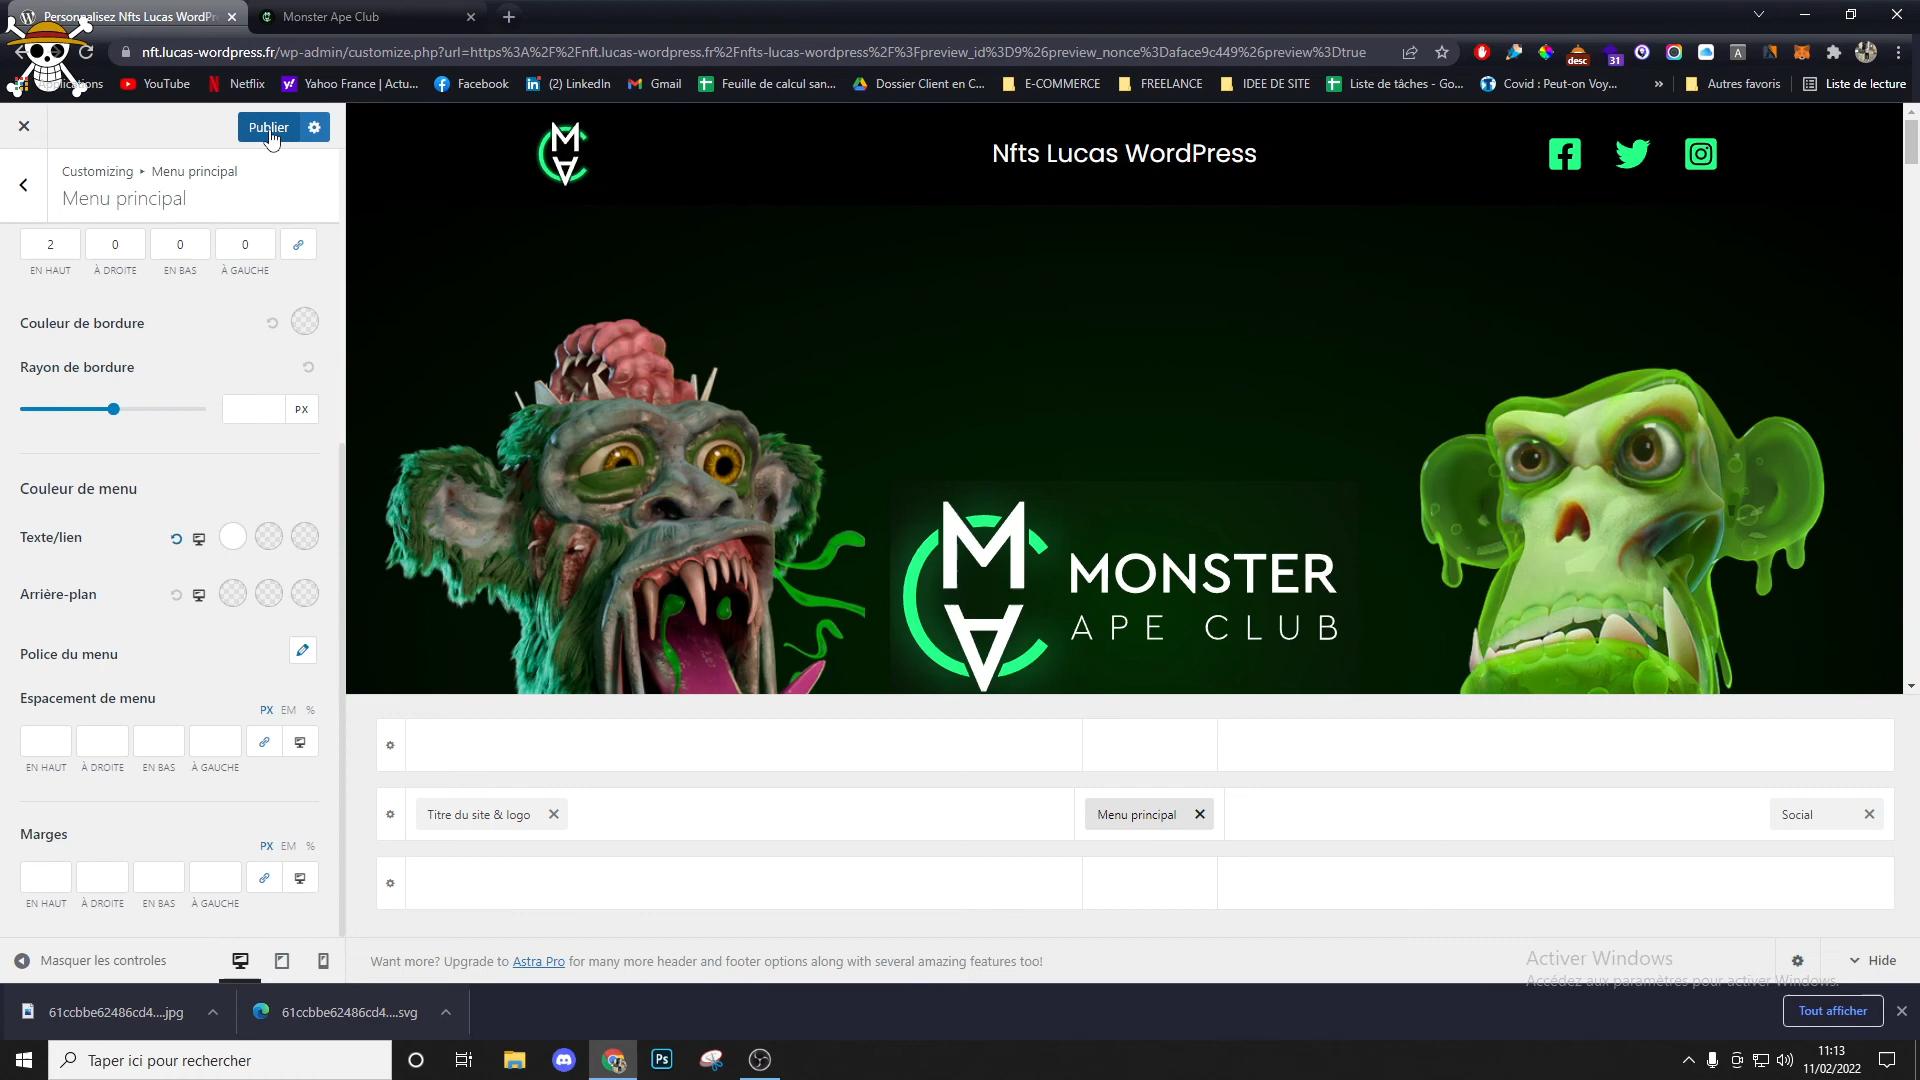 Personnalisez Nfts Lucas WordPr
Monster Ape Club
nft.lucas-wordpress.fr/wp-admin/customize.php?url=https%3A%2F%2Fnft.lucas-wordpress.fr%2Fnfts-lucas-wordpress%2F%3Fpreview_id%3D9%26preview_nonce%3Daface9c449%26preview%3Dtrue
desc
31
YouTube
Netflix
Yahoo France | Actu...
Facebook
(2) LinkedIn
Gmail
Feuille de calcul san...
Dossier Client en C...
E-COMMERCE
FREELANCE
IDEE DE SITE
Liste de tâches - Go...
Covid : Peut-on Voy...
»
Autres favoris
Liste de lecture
Publier
Customizing ▸ Menu principal
Menu principal
2 0 0 0
EN HAUT À DROITE EN BAS À GAUCHE
Couleur de bordure
Rayon de bordure
PX
Couleur de menu
Texte/lien
Arrière-plan
Police du menu
Espacement de menu
PX EM %
EN HAUT À DROITE EN BAS À GAUCHE
Marges
PX EM %
EN HAUT À DROITE EN BAS À GAUCHE
Masquer les controles
Nfts Lucas WordPress
MONSTER
APE CLUB
Titre du site & logo
Menu principal
Social
Want more? Upgrade to Astra Pro for many more header and footer options along with several amazing features too!
Hide
Activer Windows
Accédez aux paramètres pour activer Windows.
61ccbbe62486cd4....jpg
61ccbbe62486cd4....svg
Tout afficher
Taper ici pour rechercher
Ps
11:13
11/02/2022